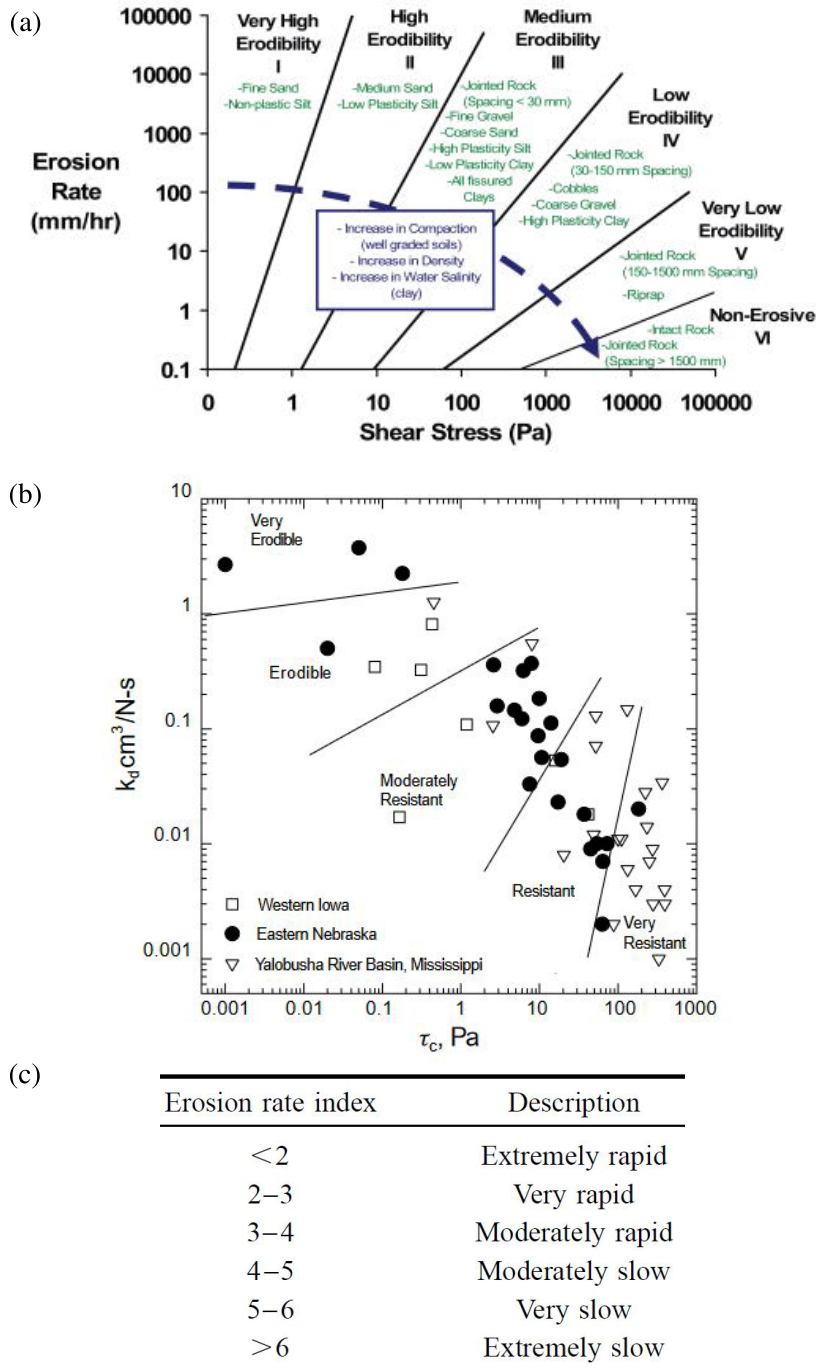 (a)
100000
10000
1000
100
10
1
0.1
Erosion
Rate
(mm/hr)
Very High
Erodibility
I
-Fine Sand
-Non-plastic Silt
High
Erodibility
II
-Medium Sand
-Low Plasticity Silt
Medium
Erodibility
III
-Jointed Rock
(Spacing < 30 mm)
-Fine Gravel
-Coarse Sand
-High Plasticity Silt
-Low Plasticity Clay
-All fissured
Clays
Low
Erodibility
IV
-Jointed Rock
(30-150 mm Spacing)
-Cobbles
-Coarse Gravel
-High Plasticity Clay
Very Low
Erodibility
V
-Jointed Rock
(150-1500 mm Spacing)
-Riprap
Non-Erosive
VI
-Intact Rock
-Jointed Rock
(Spacing > 1500 mm)
- Increase in Compaction
(well graded soils)
- Increase in Density
- Increase in Water Salinity
(clay)
0 1 10 100 1000 10000 100000
Shear Stress (Pa)
(b)
10
1
0.1
0.01
0.001
k_d cm³/N-s
Very
Erodible
Erodible
Moderately
Resistant
Resistant
Very
Resistant
Western Iowa
Eastern Nebraska
Yalobusha River Basin, Mississippi
0.001 0.01 0.1 1 10 100 1000
τ_c, Pa
(c)
Erosion rate index Description
<2 Extremely rapid
2–3 Very rapid
3–4 Moderately rapid
4–5 Moderately slow
5–6 Very slow
>6 Extremely slow